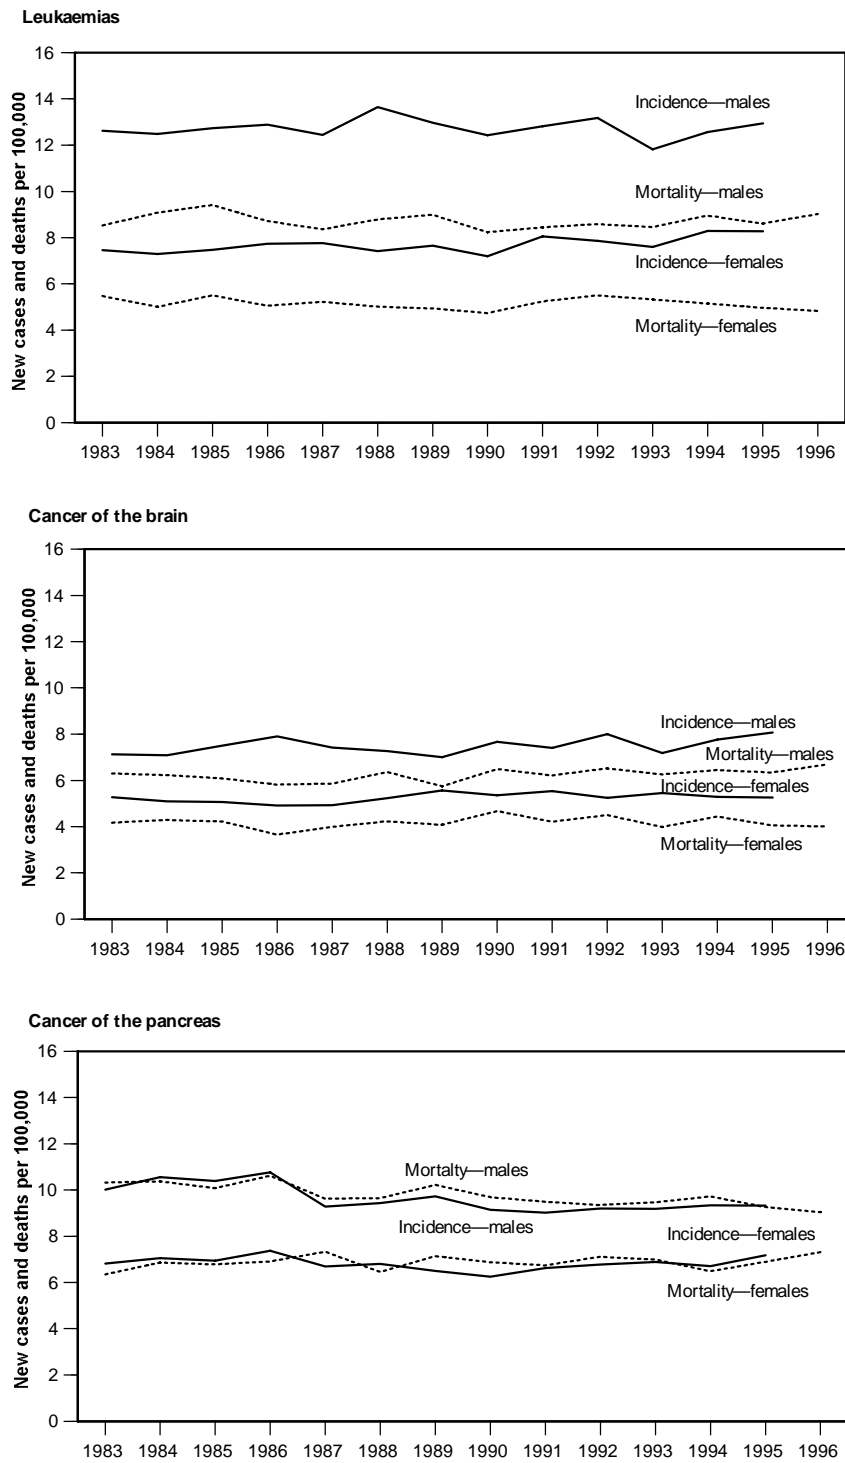 Leukaemias
New cases and deaths per 100,000
16
14
12
10
8
6
4
2
0
Incidence—males
Mortality—males
Incidence—females
Mortality—females
1983 1984 1985 1986 1987 1988 1989 1990 1991 1992 1993 1994 1995 1996
Cancer of the brain
New cases and deaths per 100,000
16
14
12
10
8
6
4
2
0
Incidence—males
Mortality—males
Incidence—females
Mortality—females
1983 1984 1985 1986 1987 1988 1989 1990 1991 1992 1993 1994 1995 1996
Cancer of the pancreas
New cases and deaths per 100,000
16
14
12
10
8
6
4
2
0
Mortalty—males
Incidence—males
Incidence—females
Mortality—females
1983 1984 1985 1986 1987 1988 1989 1990 1991 1992 1993 1994 1995 1996